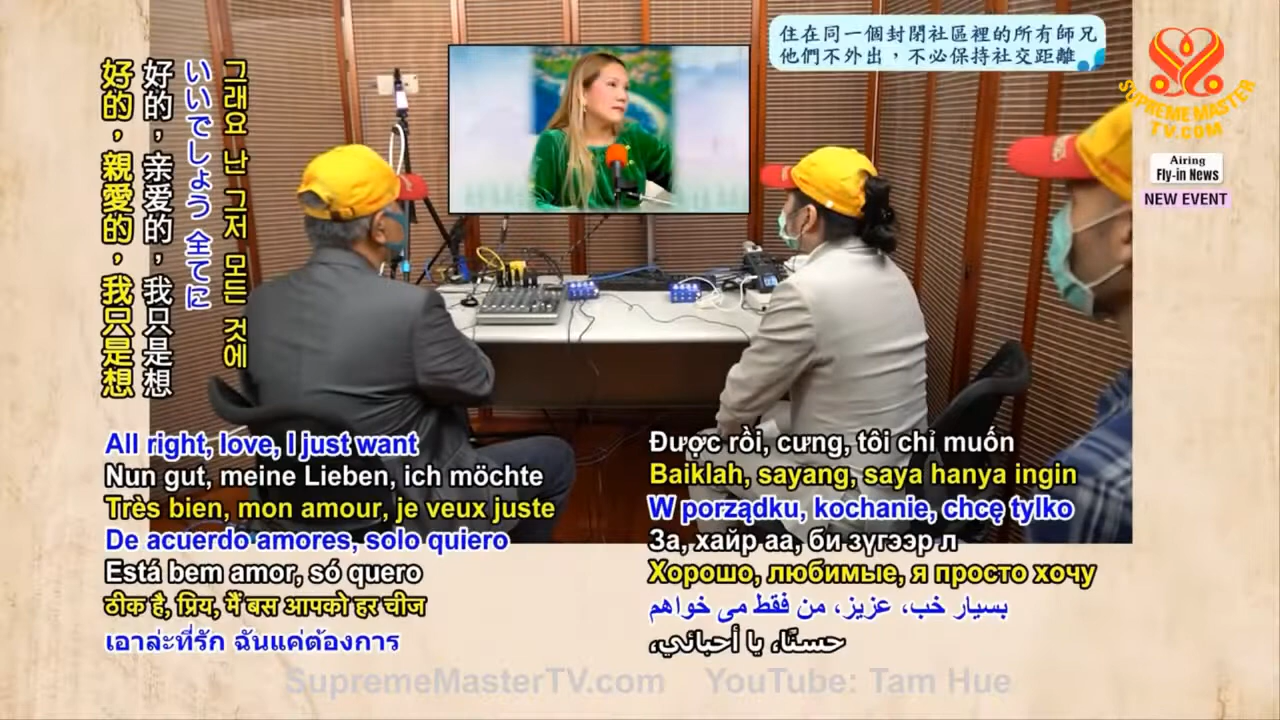 住在同一個封閉社區裡的所有師兄
他們不外出，不必保持社交距離
SUPREME MASTER
TV.COM
Airing
Fly-in News
NEW EVENT
그래요 난 그저 모든 것에
いいでしょう 全てに
好的，亲爱的，我只是想
好的，親愛的，我只是想
All right, love, I just want
Nun gut, meine Lieben, ich möchte
Très bien, mon amour, je veux juste
De acuerdo amores, solo quiero
Está bem amor, só quero
ठीक है, प्रिय, मैं बस आपको हर चीज
เอาล่ะที่รัก ฉันแค่ต้องการ
Được rồi, cưng, tôi chỉ muốn
Baiklah, sayang, saya hanya ingin
W porządku, kochanie, chcę tylko
За, хайр аа, би зүгээр л
Хорошо, любимые, я просто хочу
بسیار خب، عزیز، من فقط می خواهم
حسنًا، يا أحبائي،
SupremeMasterTV.com YouTube: Tam Hue